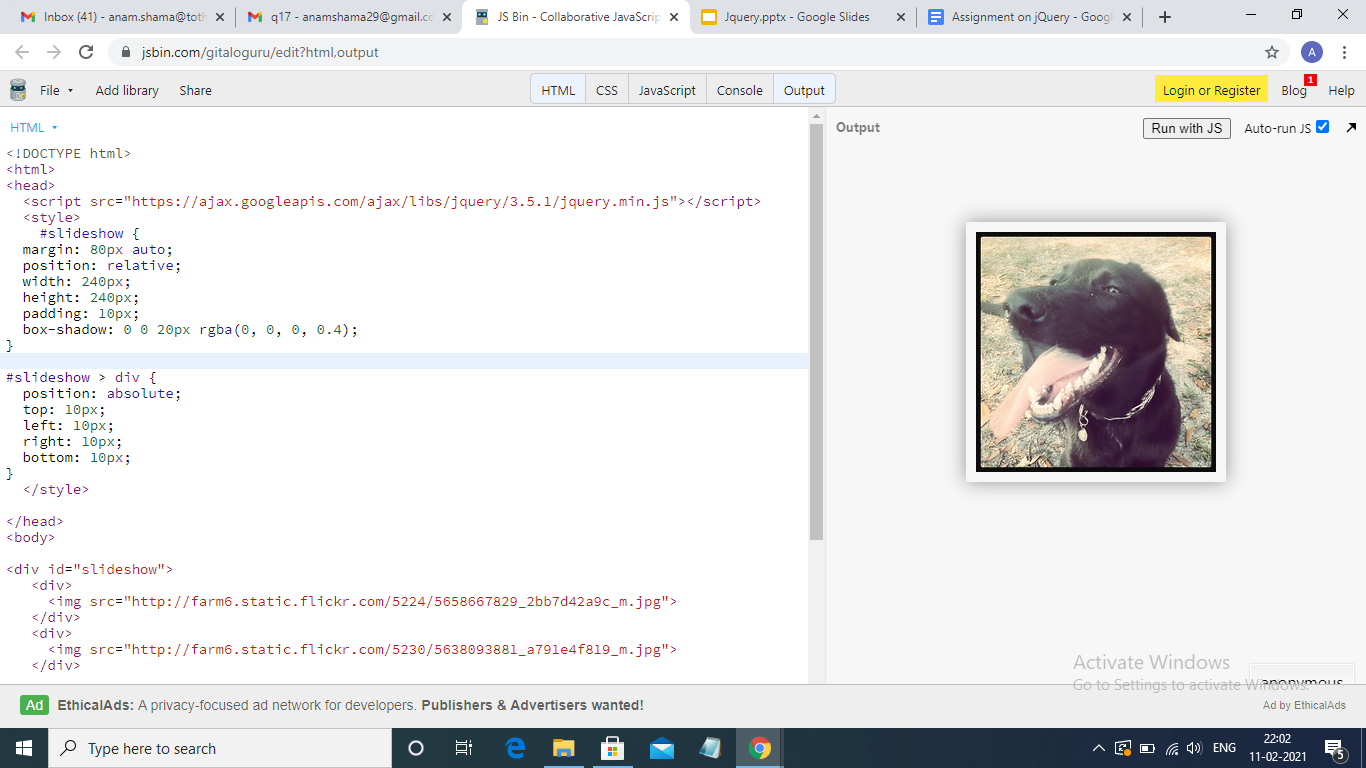 Inbox (41) - anam.shama@toth
q17 - anamshama29@gmail.co
JS Bin - Collaborative JavaScrip
Jquery.pptx - Google Slides
Assignment on jQuery - Googl
jsbin.com/gitaloguru/edit?html,output
A
File
Add library
Share
HTML
CSS
JavaScript
Console
Output
Login or Register
Blog
1
Help
HTML
Output
Run with JS
Auto-run JS
<!DOCTYPE html>
<html>
<head>
<script src="https://ajax.googleapis.com/ajax/libs/jquery/3.5.1/jquery.min.js"></script>
<style>
#slideshow {
margin: 80px auto;
position: relative;
width: 240px;
height: 240px;
padding: 10px;
box-shadow: 0 0 20px rgba(0, 0, 0, 0.4);
}
#slideshow > div {
position: absolute;
top: 10px;
left: 10px;
right: 10px;
bottom: 10px;
}
</style>
</head>
<body>
<div id="slideshow">
<div>
<img src="http://farm6.static.flickr.com/5224/5658667829_2bb7d42a9c_m.jpg">
</div>
<div>
<img src="http://farm6.static.flickr.com/5230/5638093881_a791e4f819_m.jpg">
</div>
Activate Windows
Go to Settings to activate Windows.
anonymous
Ad
EthicalAds: A privacy-focused ad network for developers. Publishers & Advertisers wanted!
Ad by EthicalAds
Type here to search
ENG
22:02
11-02-2021
5